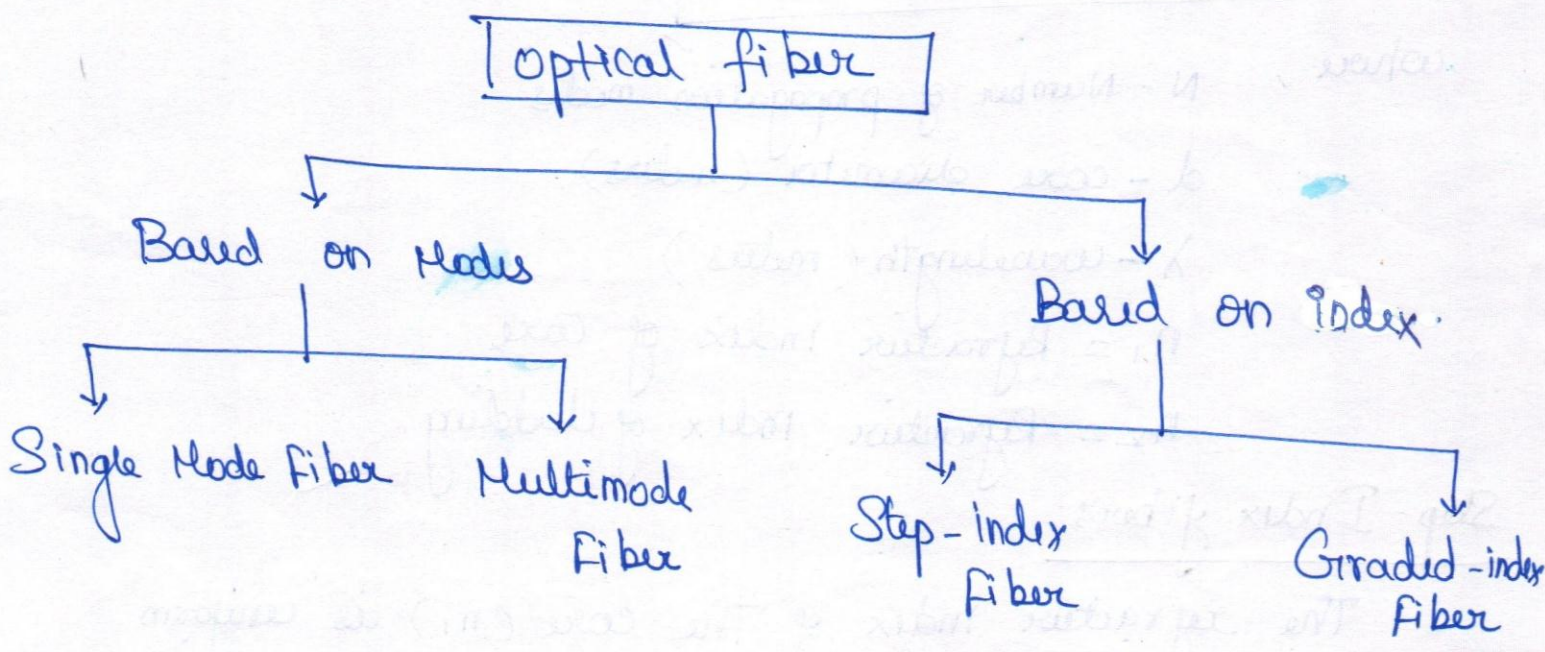 Optical fiber
Based on Modes
Based on index.
Single Mode Fiber
Multimode
Fiber
Step-index
Fiber
Graded-index
Fiber